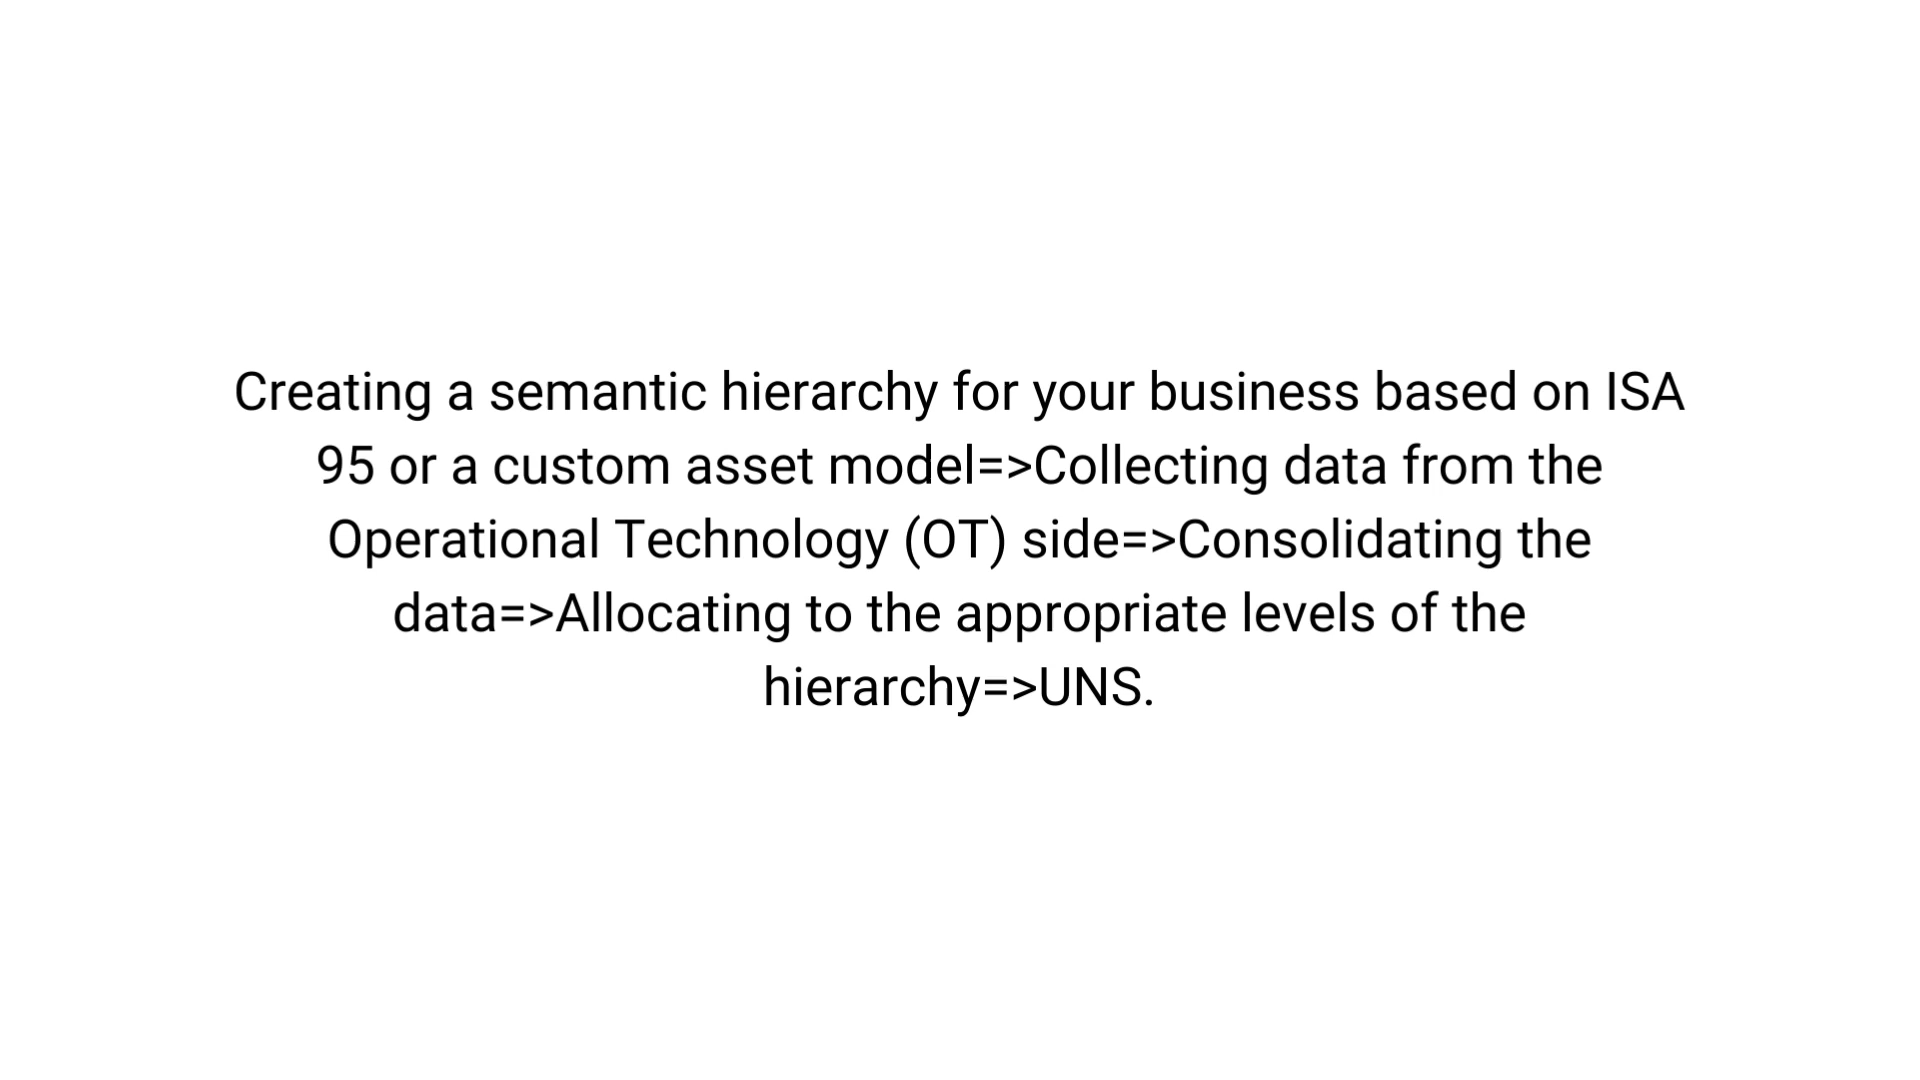 Creating a semantic hierarchy for your business based on ISA
95 or a custom asset model=>Collecting data from the
Operational Technology (OT) side=>Consolidating the
data=>Allocating to the appropriate levels of the
hierarchy=>UNS.